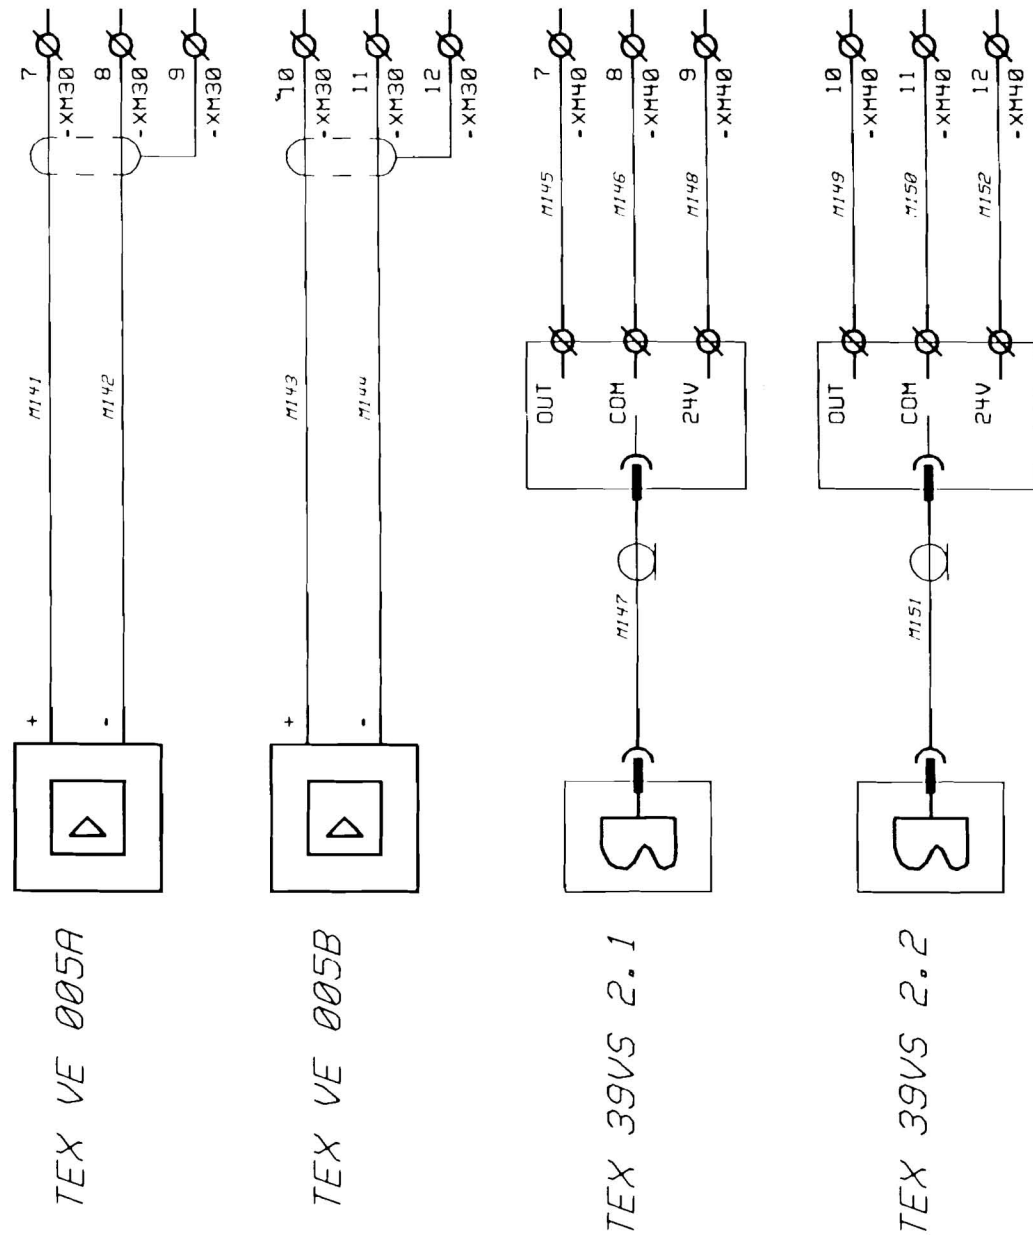 7
-XM30
8
-XM30
9
-XM30
M141
M142
+
-
TEX VE 005A
10
-XM30
11
-XM30
12
-XM30
M143
M144
+
-
TEX VE 005B
7
-XM40
8
-XM40
9
-XM40
M145
M146
M148
OUT
COM
24V
M147
TEX 39VS 2.1
10
-XM40
11
-XM40
12
-XM40
M149
M150
M152
OUT
COM
24V
M151
TEX 39VS 2.2